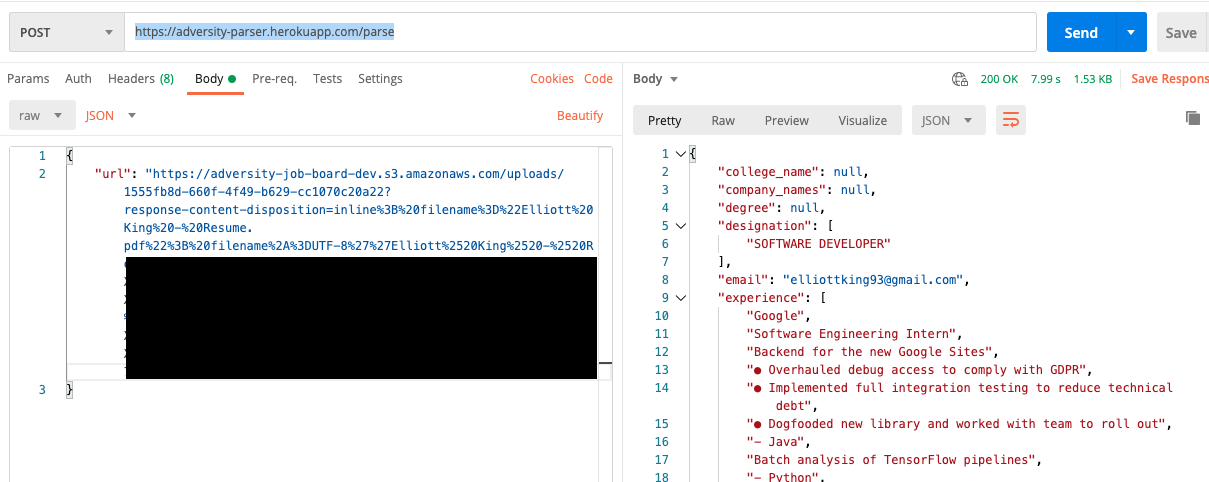 POST https://adversity-parser.herokuapp.com/parse Send Save
Params Auth Headers (8) Body Pre-req. Tests Settings Cookies Code
raw JSON Beautify
1 {
2 "url": "https://adversity-job-board-dev.s3.amazonaws.com/uploads/
1555fb8d-660f-4f49-b629-cc1070c20a22?
response-content-disposition=inline%3B%20filename%3D%22Elliott%20
King%20-%20Resume.
pdf%22%3B%20filename%2A%3DUTF-8%27%27Elliott%2520King%2520-%2520R
3 }
Body 200 OK 7.99 s 1.53 KB Save Respons
Pretty Raw Preview Visualize JSON
1 {
2 "college_name": null,
3 "company_names": null,
4 "degree": null,
5 "designation": [
6 "SOFTWARE DEVELOPER"
7 ],
8 "email": "elliottking93@gmail.com",
9 "experience": [
10 "Google",
11 "Software Engineering Intern",
12 "Backend for the new Google Sites",
13 "● Overhauled debug access to comply with GDPR",
14 "● Implemented full integration testing to reduce technical
debt",
15 "● Dogfooded new library and worked with team to roll out",
16 "– Java",
17 "Batch analysis of TensorFlow pipelines",
18 "– Python",